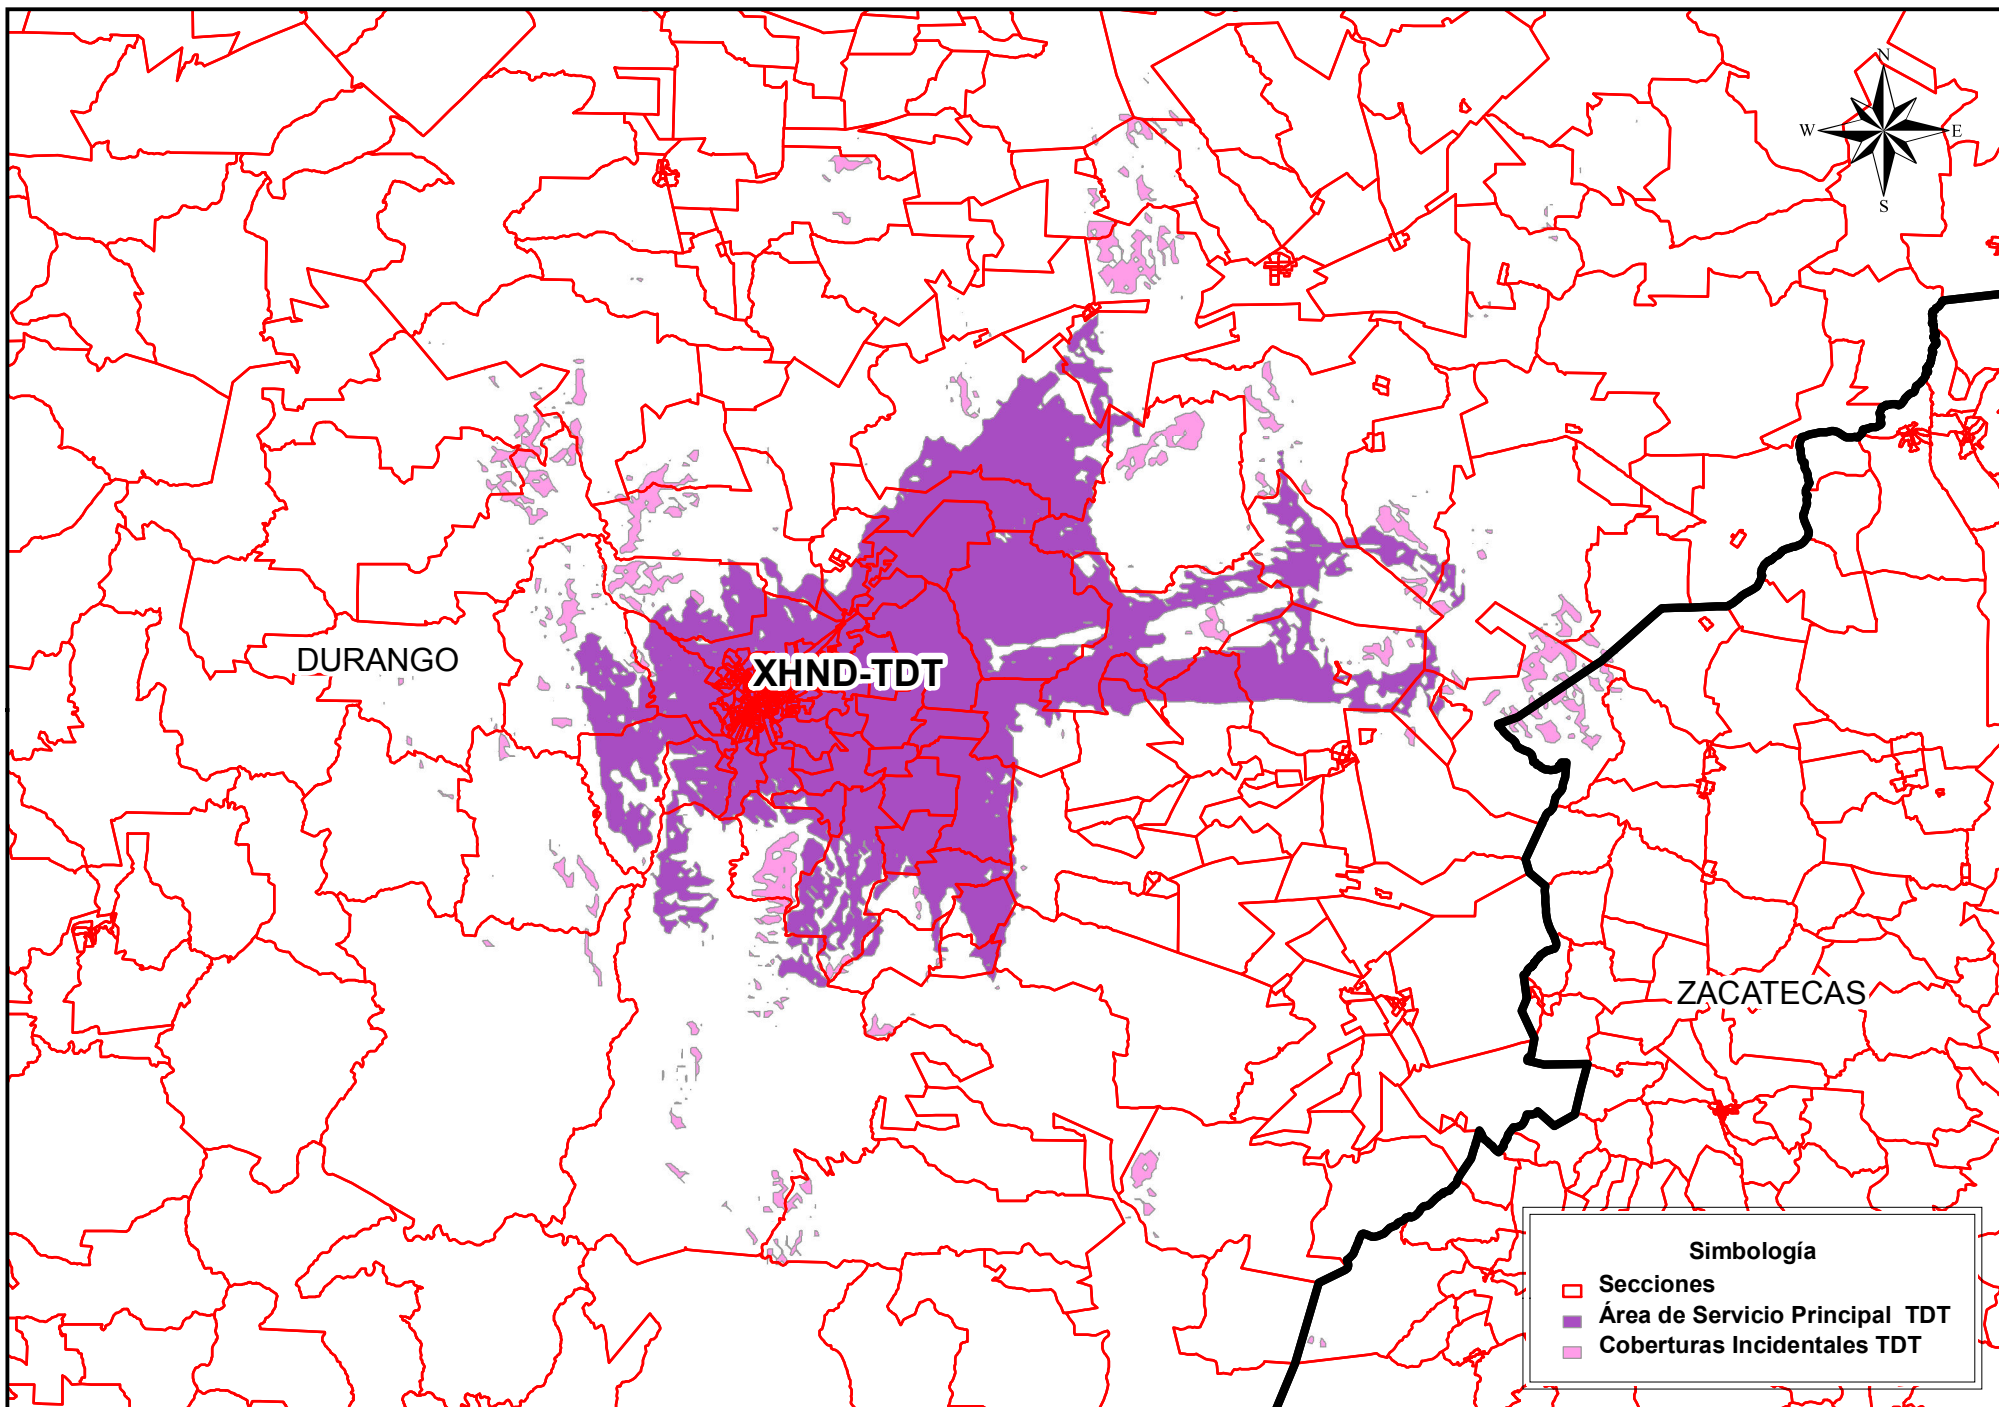 N
W E
S
DURANGO
XHND-TDT
ZACATECAS
Simbología
Secciones
Área de Servicio Principal TDT
Coberturas Incidentales TDT